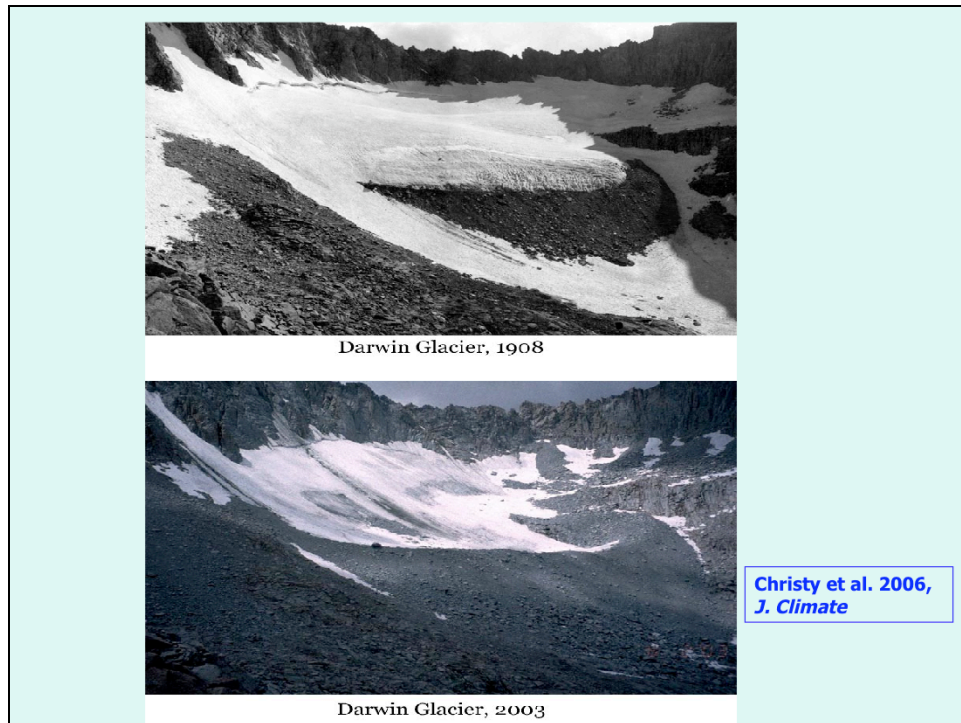 Darwin Glacier, 1908
Christy et al. 2006,
J. Climate
Darwin Glacier, 2003